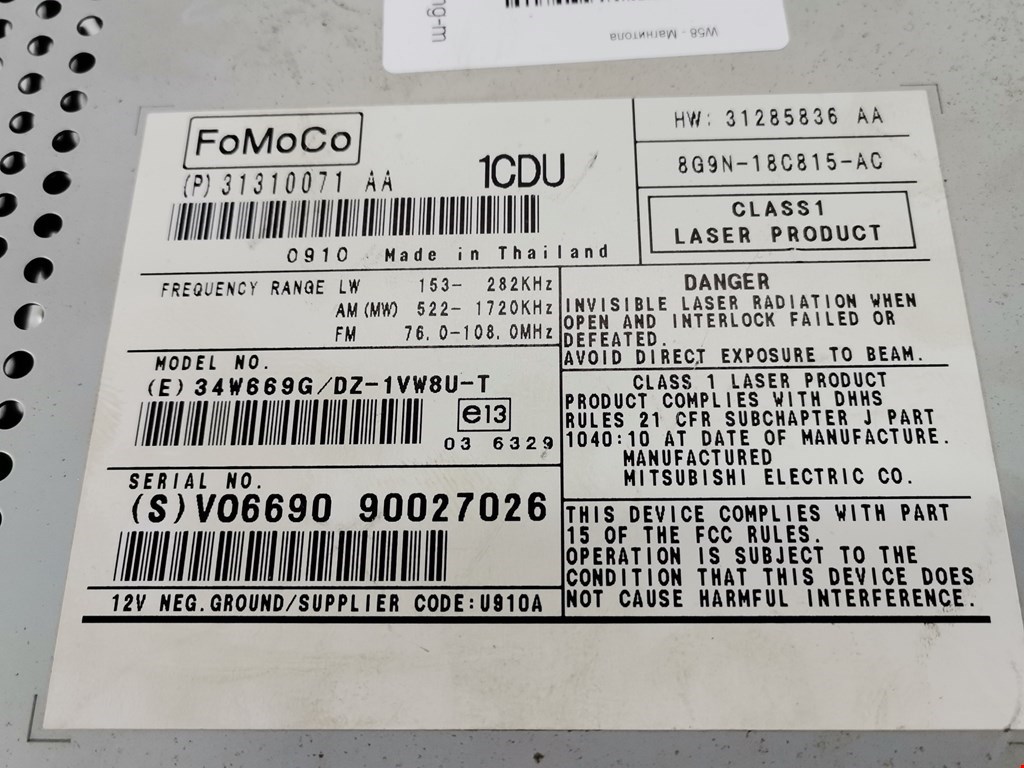 ng-m
W58 - Магнитола
FoMoCo
(P) 31310071 AA
1CDU
0910 Made in Thailand
HW: 31285836 AA
8G9N-18C815-AC
CLASS1
LASER PRODUCT
FREQUENCY RANGE LW 153- 282KHz
AM (MW) 522- 1720KHz
FM 76.0-108.0MHz
MODEL NO.
(E) 34W669G/DZ-1VW8U-T
e13
03 6329
SERIAL NO.
(S) VO6690 90027026
12V NEG.GROUND/SUPPLIER CODE:U910A
DANGER
INVISIBLE LASER RADIATION WHEN
OPEN AND INTERLOCK FAILED OR
DEFEATED.
AVOID DIRECT EXPOSURE TO BEAM.
CLASS 1 LASER PRODUCT
PRODUCT COMPLIES WITH DHHS
RULES 21 CFR SUBCHAPTER J PART
1040:10 AT DATE OF MANUFACTURE.
MANUFACTURED
MITSUBISHI ELECTRIC CO.
THIS DEVICE COMPLIES WITH PART
15 OF THE FCC RULES.
OPERATION IS SUBJECT TO THE
CONDITION THAT THIS DEVICE DOES
NOT CAUSE HARMFUL INTERFERENCE.